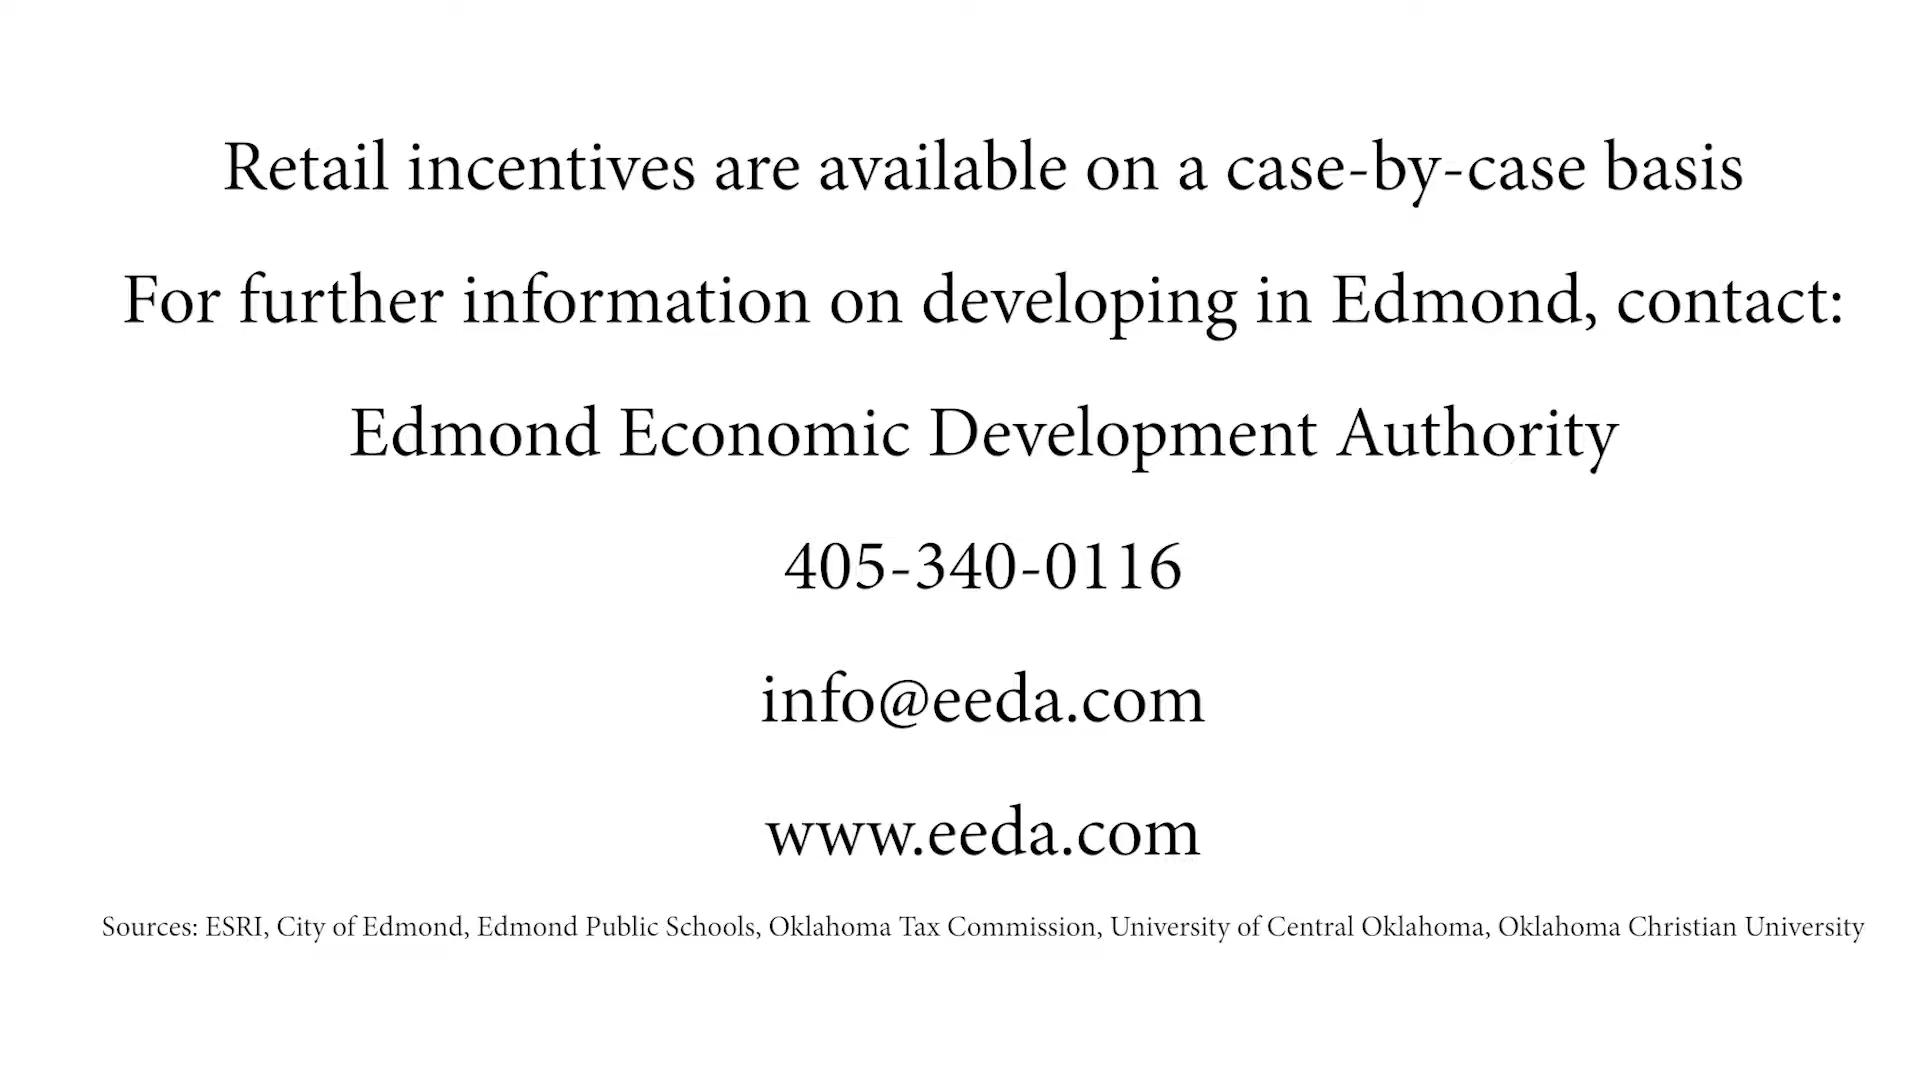 Retail incentives are available on a case-by-case basis
For further information on developing in Edmond, contact:
Edmond Economic Development Authority
405-340-0116
info@eeda.com
www.eeda.com
Sources: ESRI, City of Edmond, Edmond Public Schools, Oklahoma Tax Commission, University of Central Oklahoma, Oklahoma Christian University